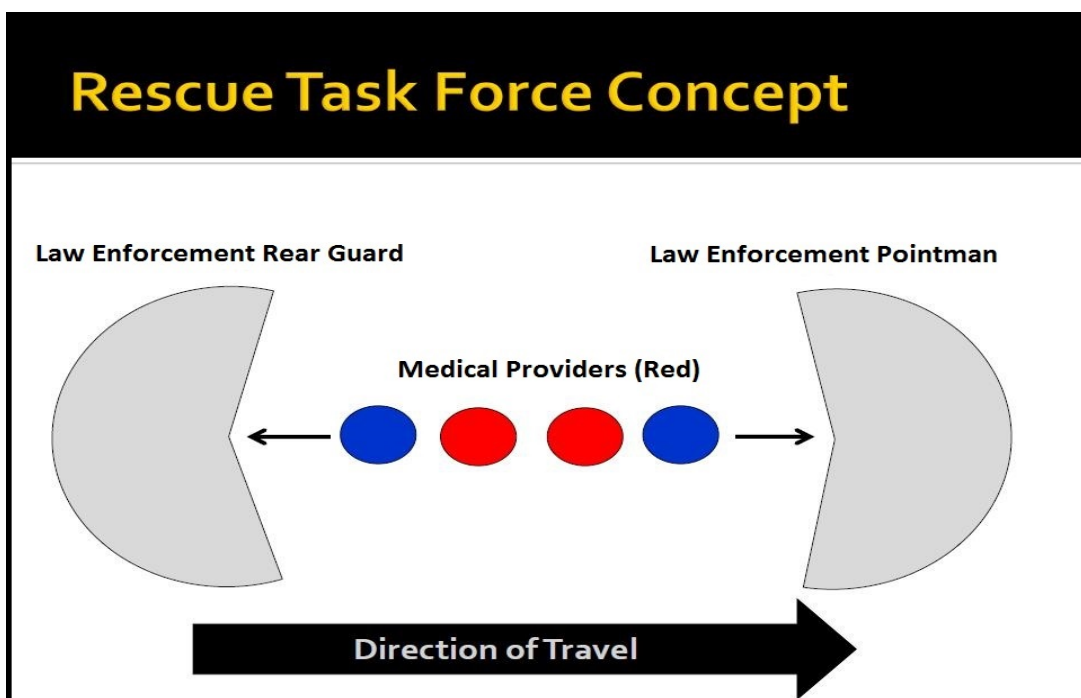 Rescue Task Force Concept
Law Enforcement Rear Guard
Law Enforcement Pointman
Medical Providers (Red)
Direction of Travel